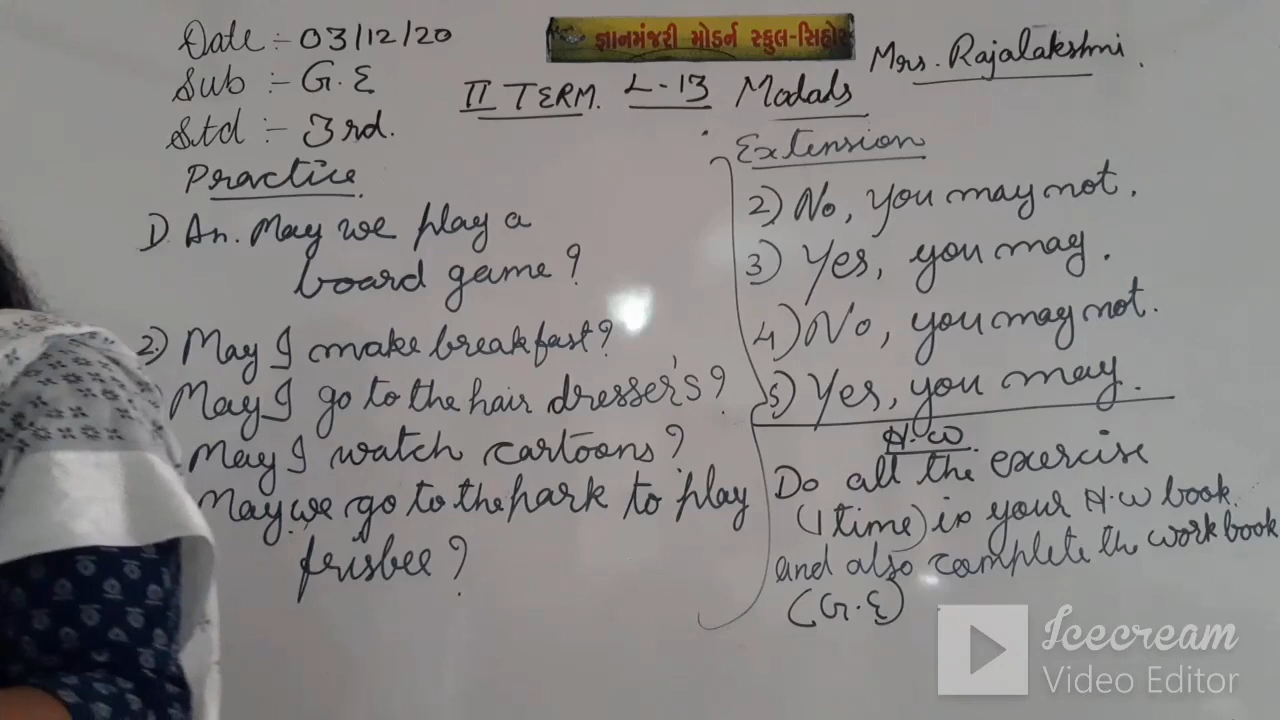 Date :- 03/12/20
Sub :- G.E
Std :- 3rd.
જ્ઞાનમંજરી મોડર્ન સ્કુલ-સિહોર
Mrs. Rajalakshmi.
II TERM. L-13 Modals
Practice
1) An. May we play a
board game?
2) May I make breakfast?
May I go to the hair dresser's?
May I watch cartoons?
May we go to the park to play
frisbee?
Extension
2) No, you may not.
3) Yes, you may.
4) No, you may not.
5) Yes, you may.
H.W
Do all the exercise
(1 time) in your H.W book.
and also complete the work book
(G.E)
Icecream
Video Editor